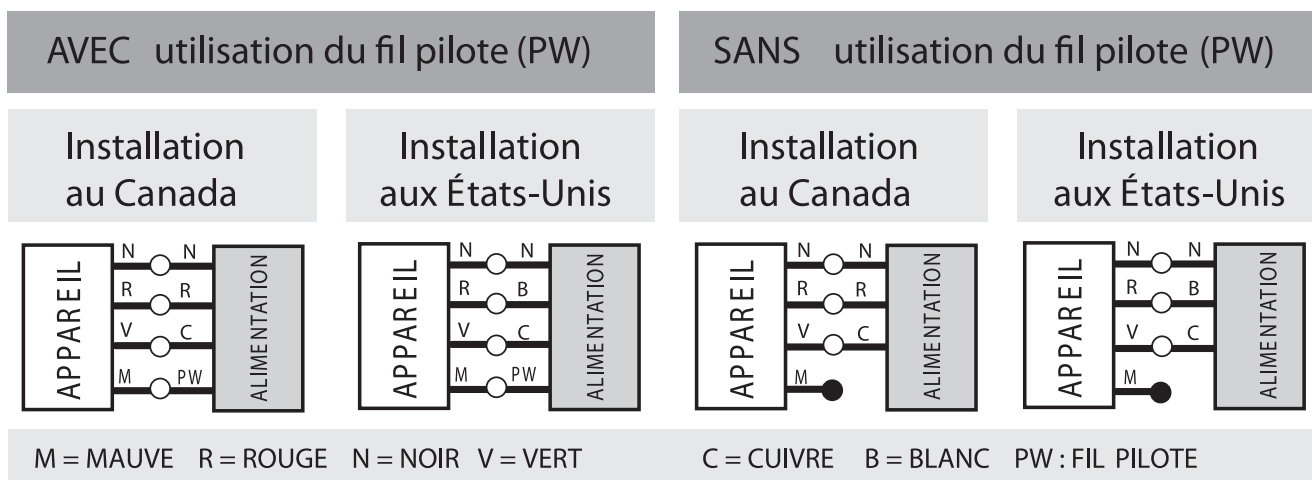 AVEC utilisation du fil pilote (PW)
SANS utilisation du fil pilote (PW)
Installation
au Canada
Installation
aux États-Unis
Installation
au Canada
Installation
aux États-Unis
APPAREIL
N N
R R
V C
M PW
ALIMENTATION
APPAREIL
N N
R B
V C
M PW
ALIMENTATION
APPAREIL
N N
R R
V C
M
ALIMENTATION
APPAREIL
N N
R B
V C
M
ALIMENTATION
M = MAUVE R = ROUGE N = NOIR V = VERT C = CUIVRE B = BLANC PW : FIL PILOTE